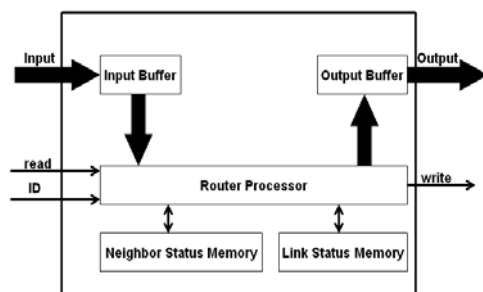 Input
Output
Input Buffer
Output Buffer
read
ID
Router Processor
write
Neighbor Status Memory
Link Status Memory